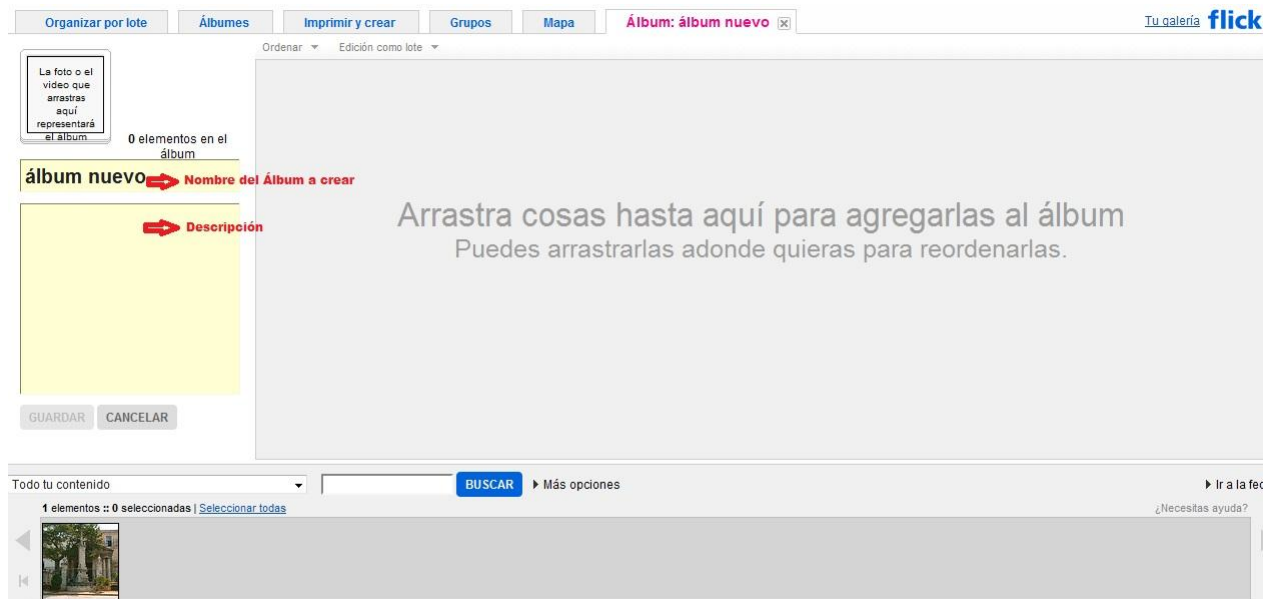 Organizar por lote Álbumes Imprimir y crear Grupos Mapa Álbum: álbum nuevo Tu galería flick
Ordenar Edición como lote
La foto o el
video que
arrastras
aquí
representará
el álbum
0 elementos en el
álbum
álbum nuevo Nombre del Álbum a crear
Descripción
Arrastra cosas hasta aquí para agregarlas al álbum
Puedes arrastrarlas adonde quieras para reordenarlas.
GUARDAR CANCELAR
Todo tu contenido BUSCAR Más opciones Ir a la fec
1 elementos :: 0 seleccionadas | Seleccionar todas ¿Necesitas ayuda?